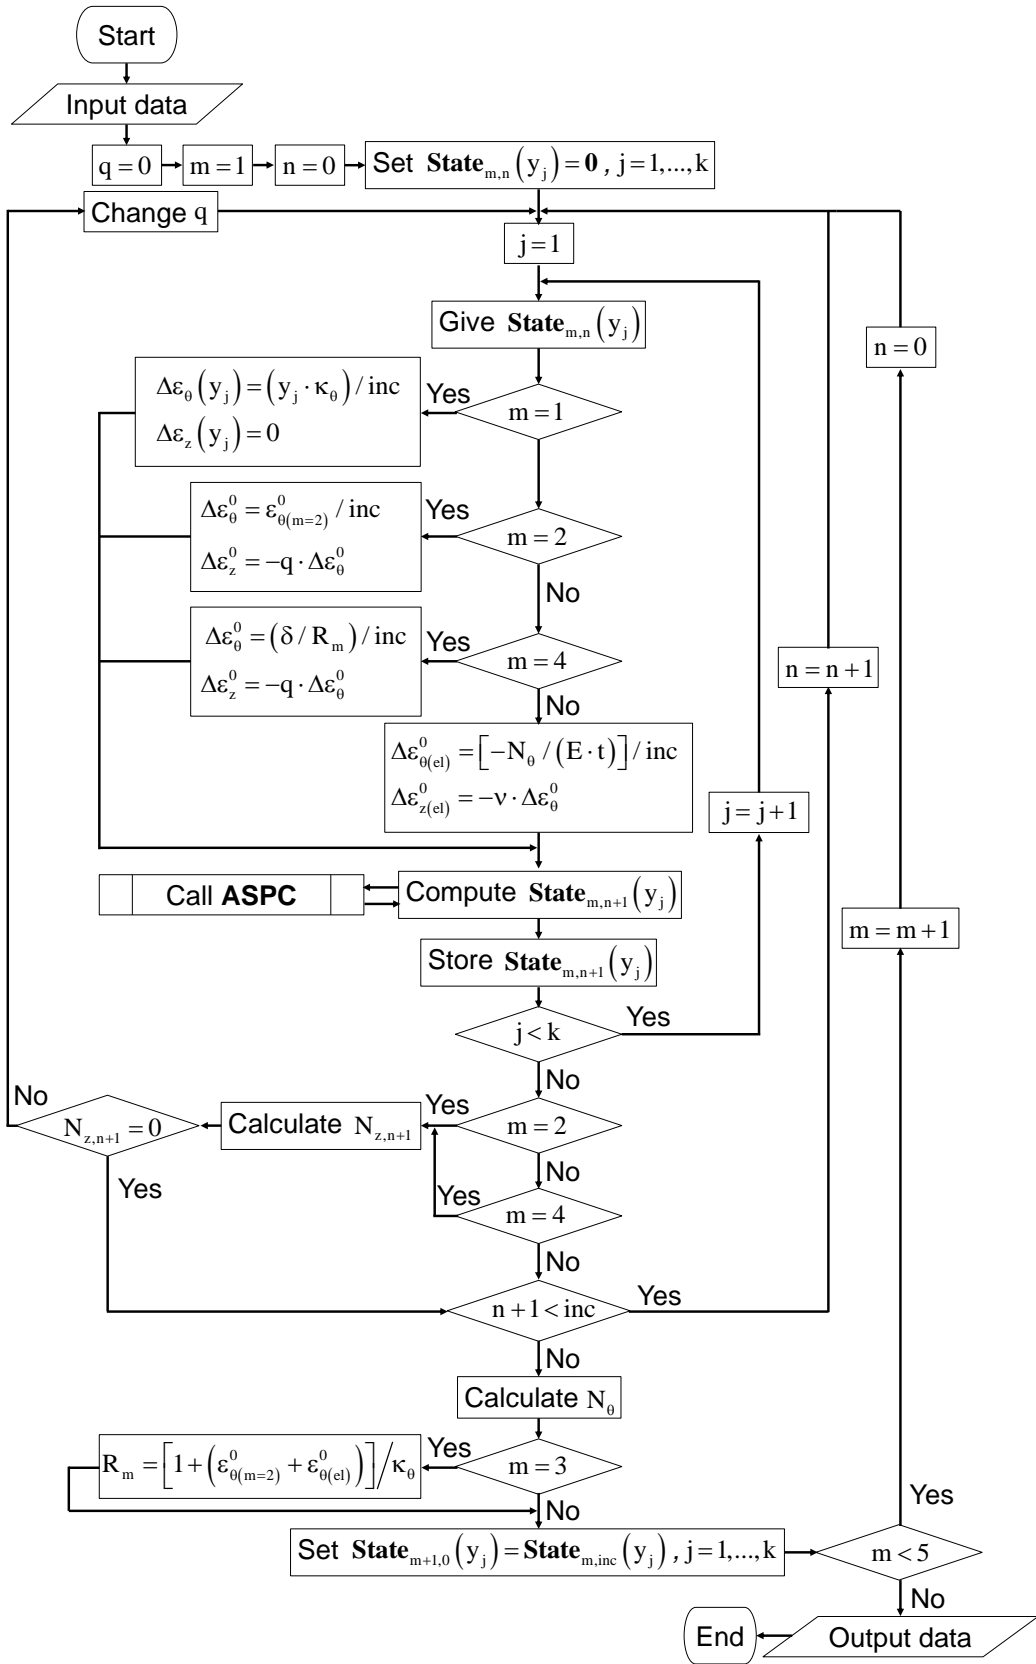 Start
Input data
q = 0
m = 1
n = 0
Set State_{m,n}(y_j) = 0 , j = 1,...,k
Change q
j = 1
Give State_{m,n}(y_j)
n = 0
Δε_θ(y_j) = (y_j · κ_θ) / inc
Δε_z(y_j) = 0
Yes
m = 1
Δε_θ^0 = ε_{θ(m=2)}^0 / inc
Δε_z^0 = −q · Δε_θ^0
Yes
m = 2
No
Δε_θ^0 = (δ / R_m) / inc
Δε_z^0 = −q · Δε_θ^0
Yes
m = 4
n = n + 1
No
Δε_{θ(el)}^0 = [−N_θ / (E · t)] / inc
Δε_{z(el)}^0 = −ν · Δε_θ^0
j = j + 1
Call ASPC
Compute State_{m,n+1}(y_j)
m = m + 1
Store State_{m,n+1}(y_j)
j < k
Yes
No
No
N_{z,n+1} = 0
Calculate N_{z,n+1}
Yes
m = 2
No
Yes
Yes
m = 4
No
n + 1 < inc
Yes
No
Calculate N_θ
R_m = [1 + (ε_{θ(m=2)}^0 + ε_{θ(el)}^0)] / κ_θ
Yes
m = 3
No
Yes
Set State_{m+1,0}(y_j) = State_{m,inc}(y_j) , j = 1,...,k
m < 5
No
End
Output data